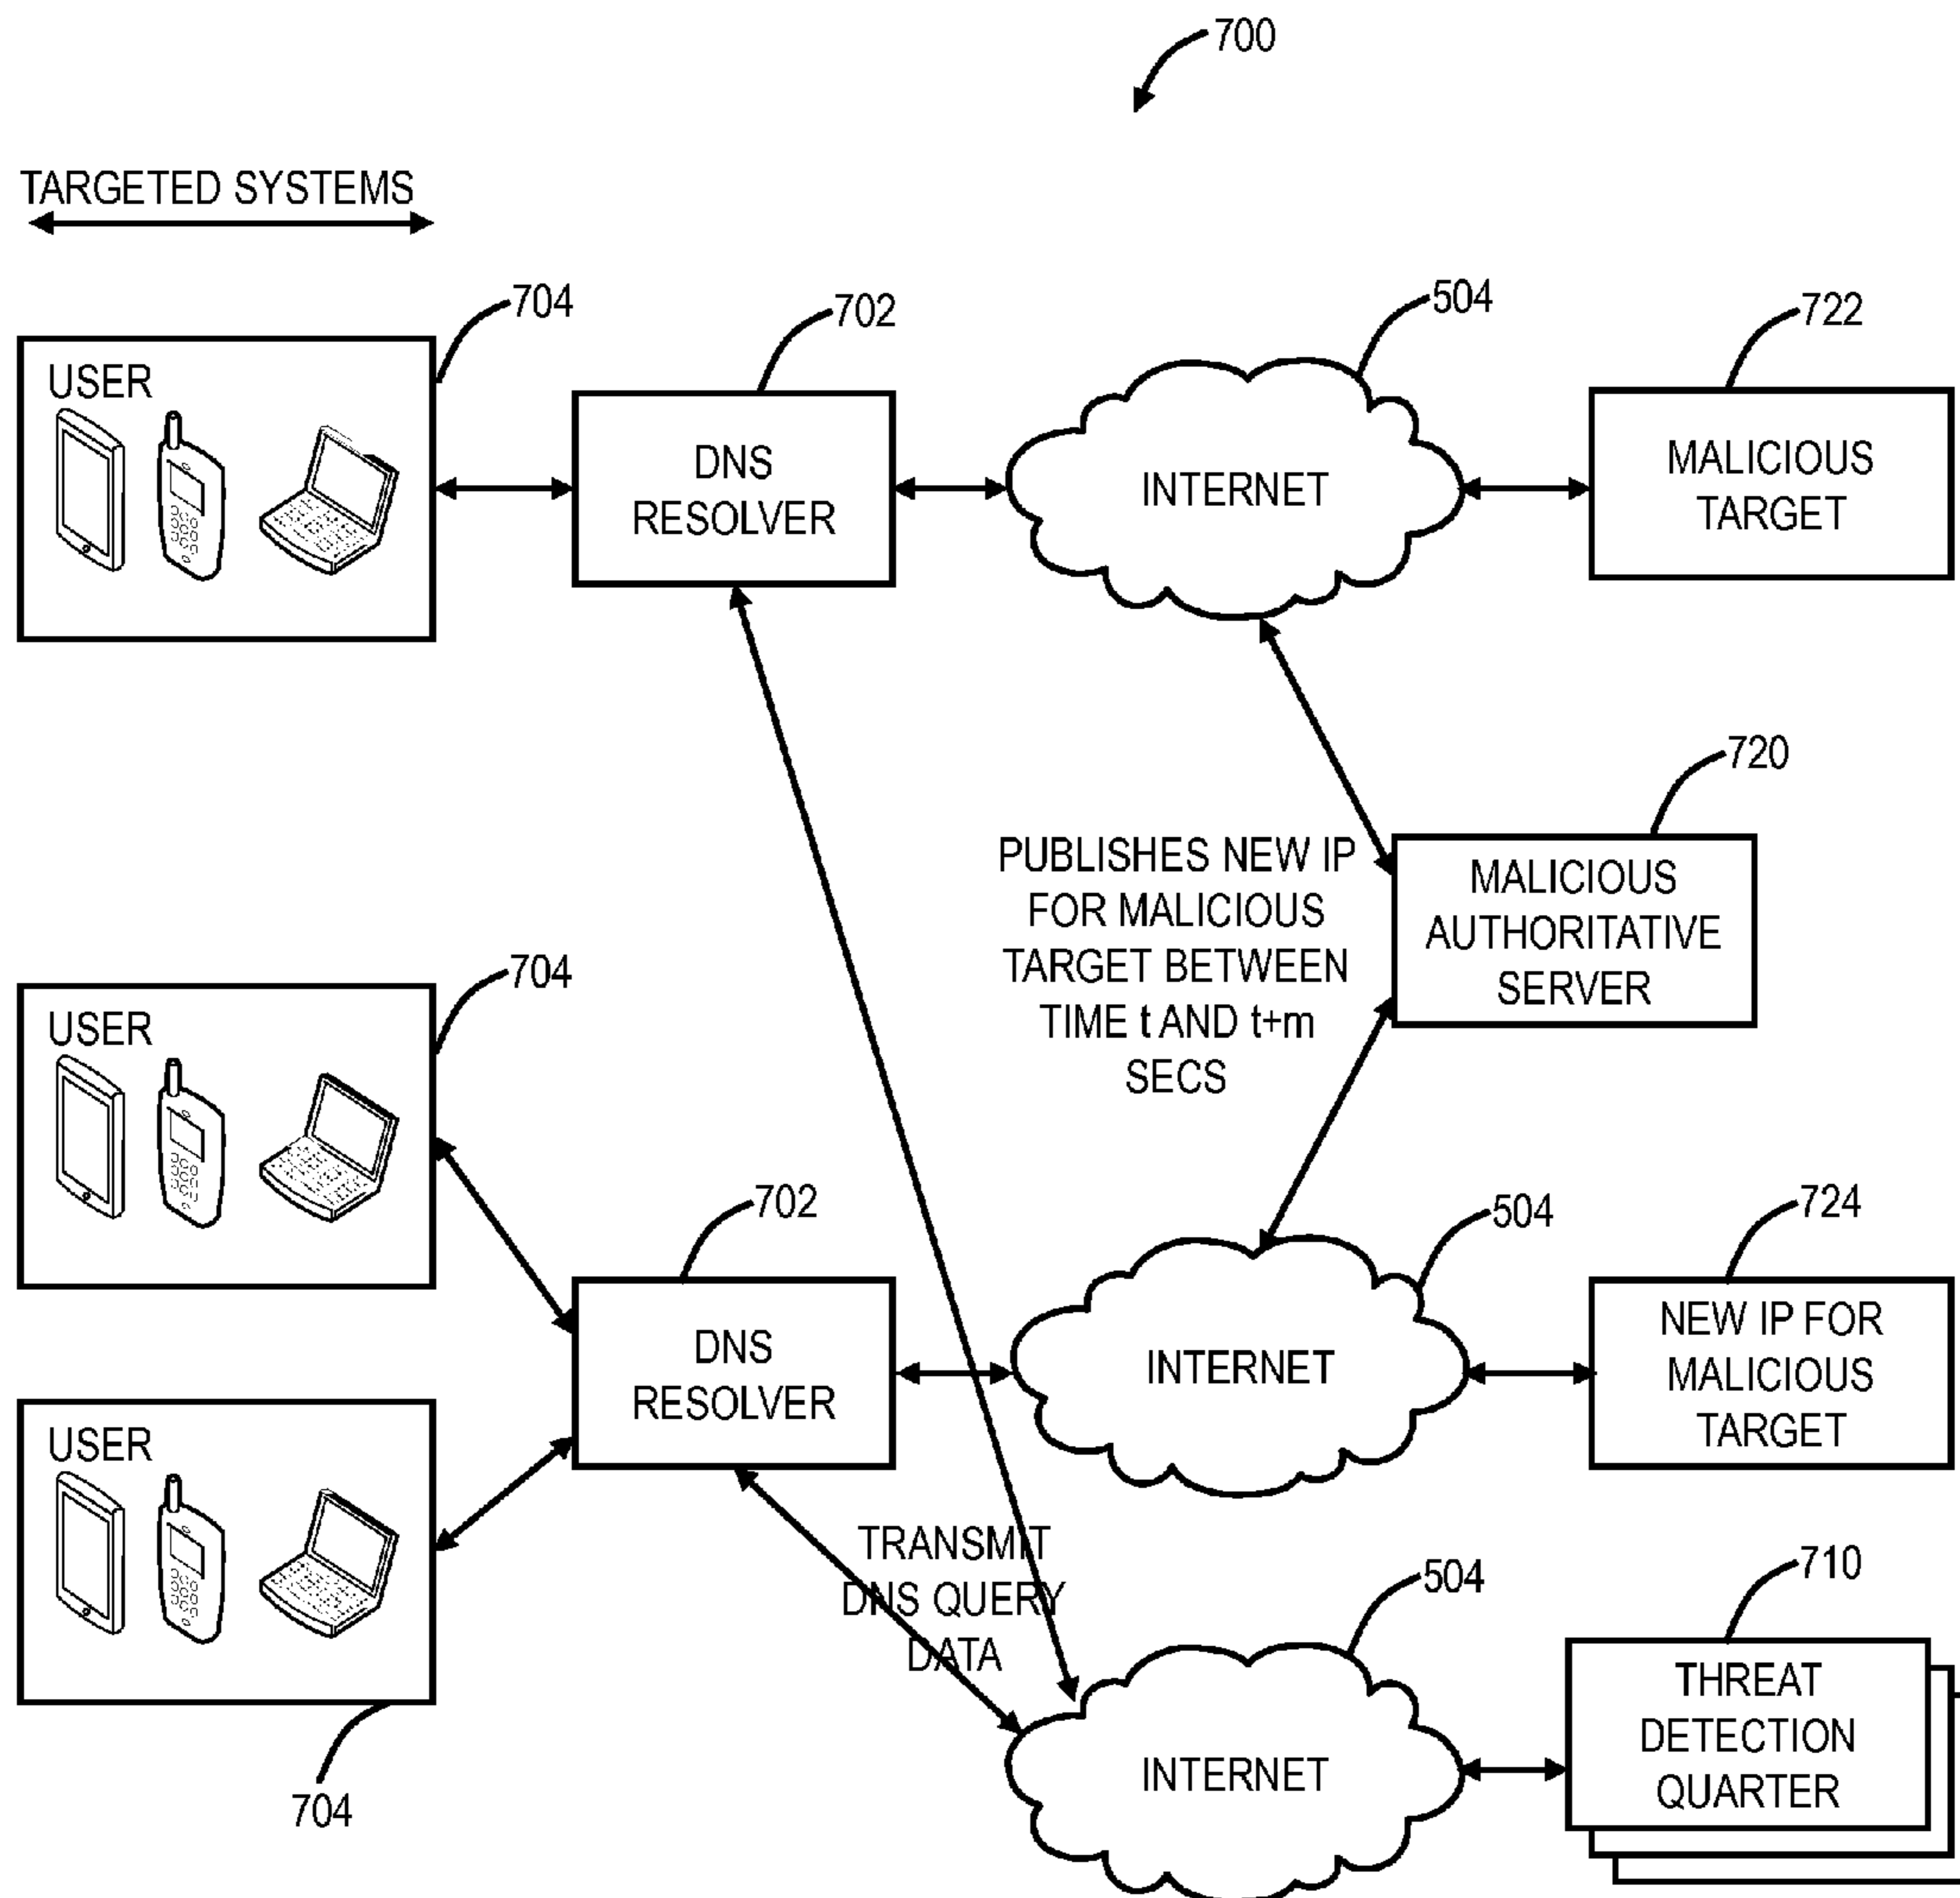 700
TARGETED SYSTEMS
704
702
504
722
USER
DNS
RESOLVER
INTERNET
MALICIOUS
TARGET
720
PUBLISHES NEW IP
FOR MALICIOUS
TARGET BETWEEN
TIME t AND t+m
SECS
MALICIOUS
AUTHORITATIVE
SERVER
704
USER
702
504
724
DNS
RESOLVER
INTERNET
NEW IP FOR
MALICIOUS
TARGET
USER
704
TRANSMIT
DNS QUERY
DATA
504
710
INTERNET
THREAT
DETECTION
QUARTER